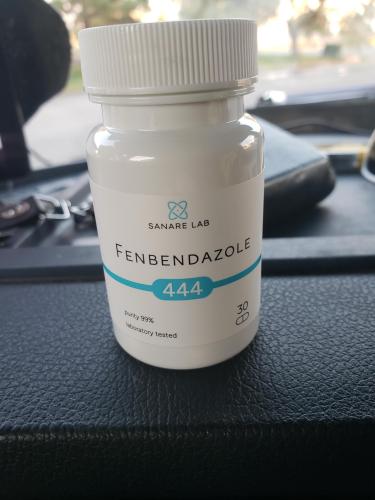 SANARE LAB
FENBENDAZOLE
444
purity 99%
laboratory tested
30